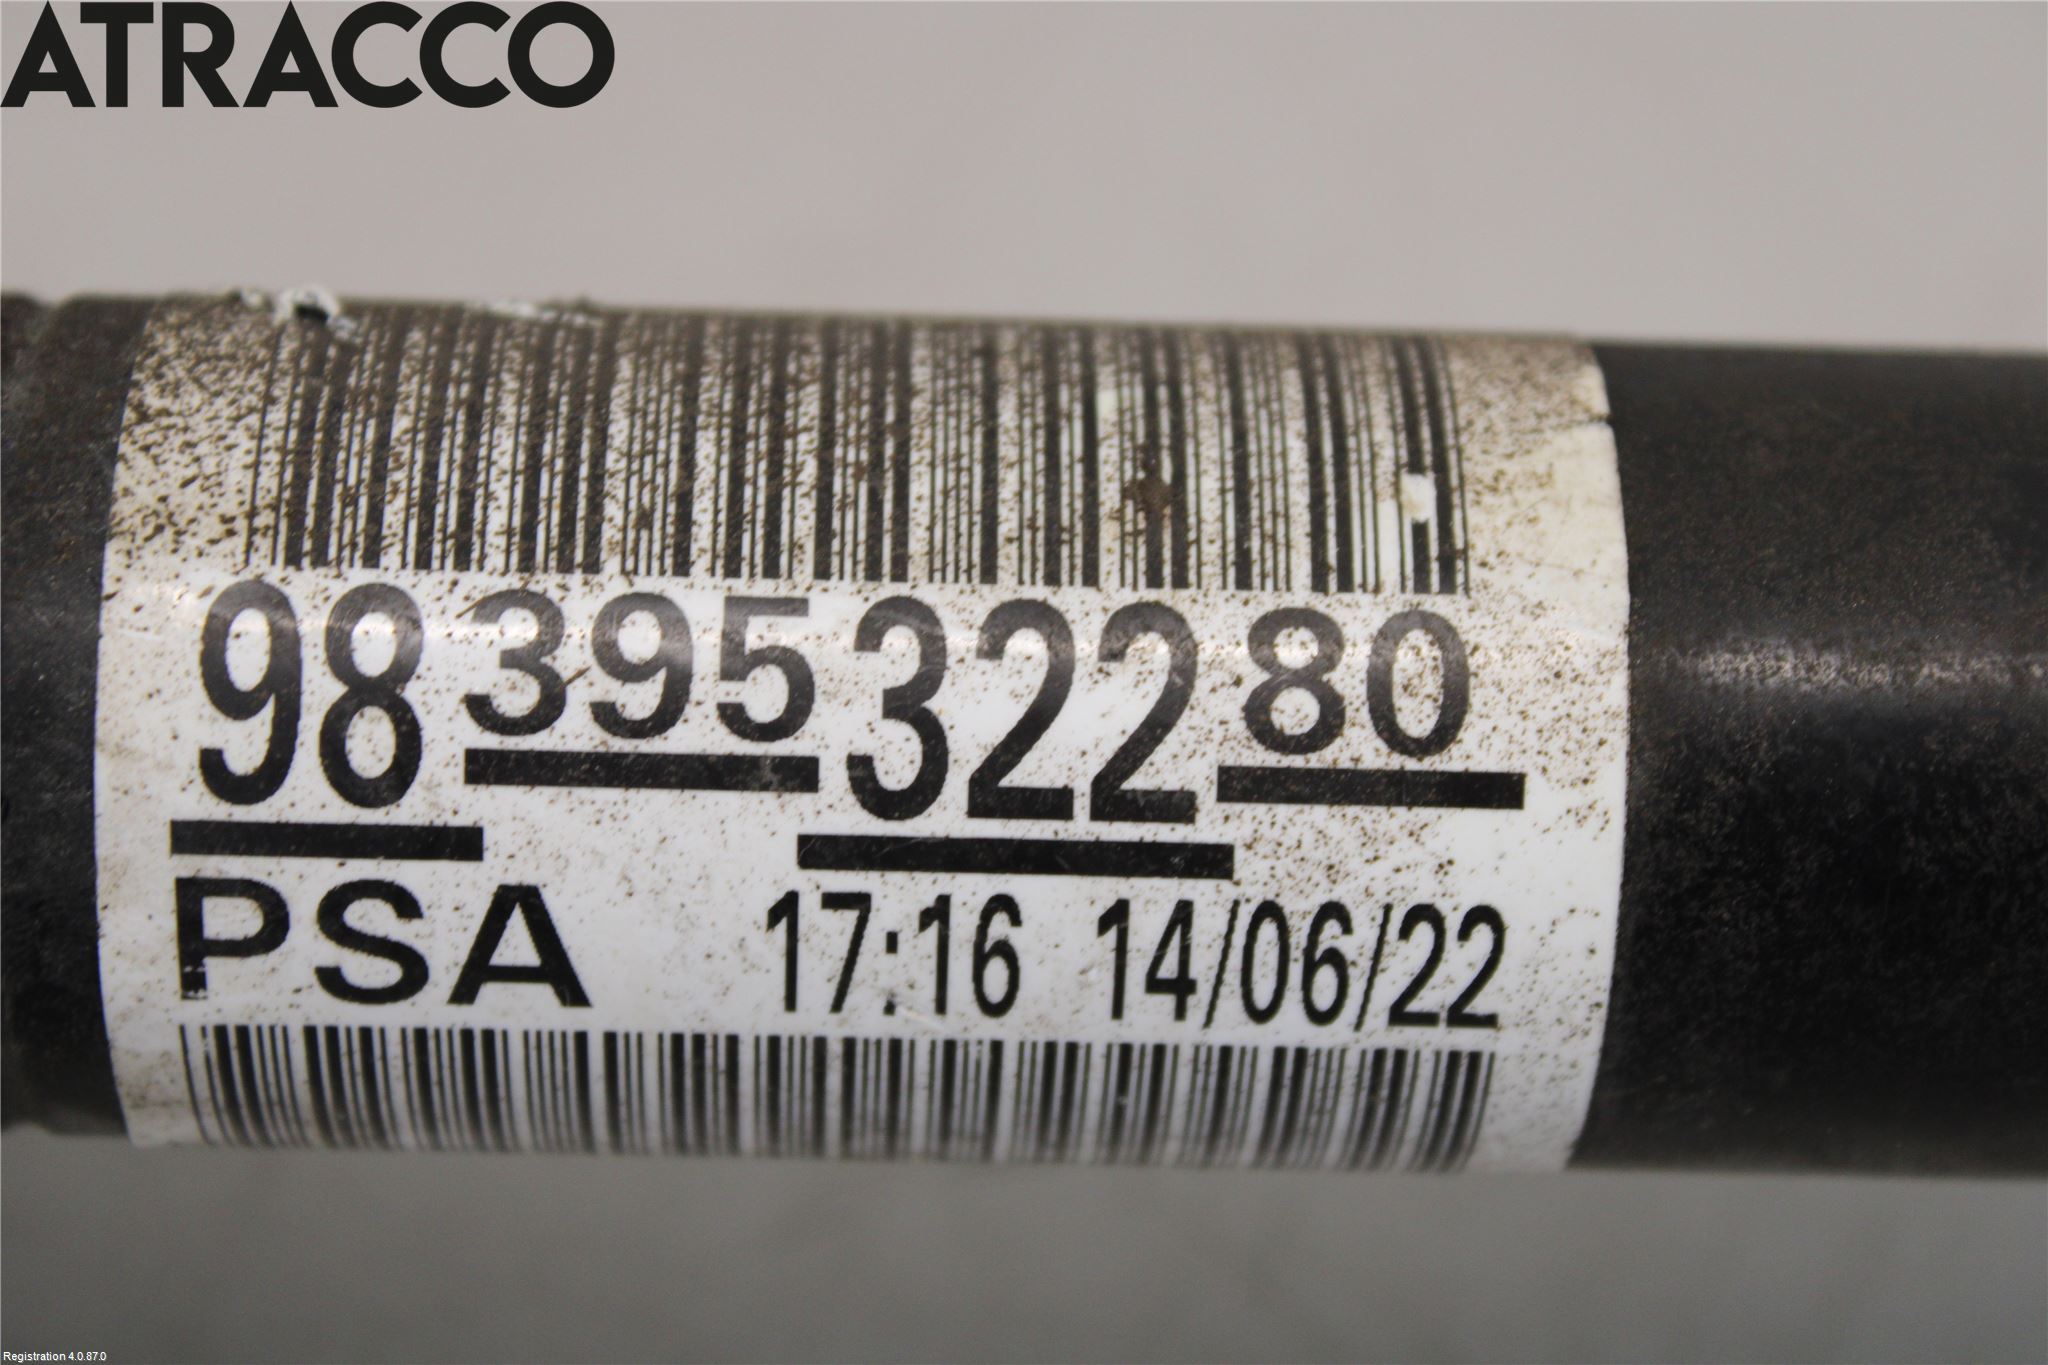 ATRACCO
9839532280
PSA 17:16 14/06/22
Registration 4.0.87.0